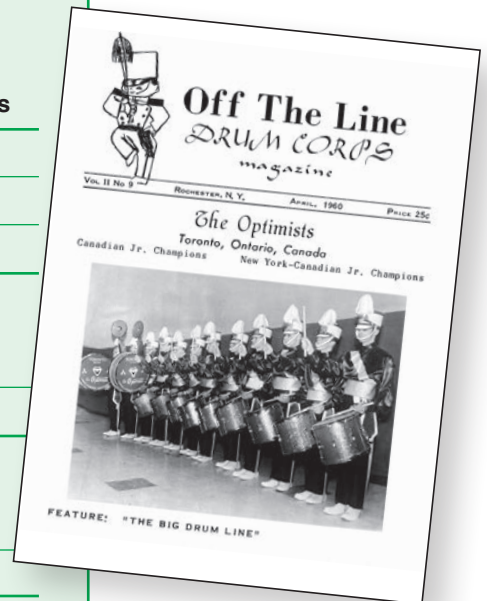 s
Off The Line
DRUM CORPS
magazine
VOL II No 9 ROCHESTER, N. Y. APRIL, 1960 PRICE 25c
The Optimists
Toronto, Ontario, Canada
Canadian Jr. Champions New York-Canadian Jr. Champions
FEATURE: "THE BIG DRUM LINE"